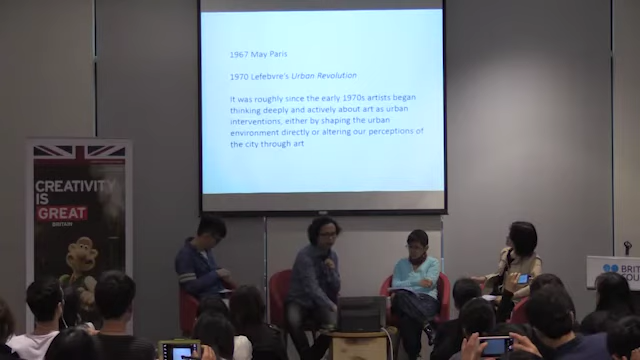 1967 May Paris
1970 Lefebvre's Urban Revolution
It was roughly since the early 1970s artists began
thinking deeply and actively about art as urban
interventions, either by shaping the urban
environment directly or altering our perceptions of
the city through art
CREATIVITY
IS
GREAT
BRITAIN